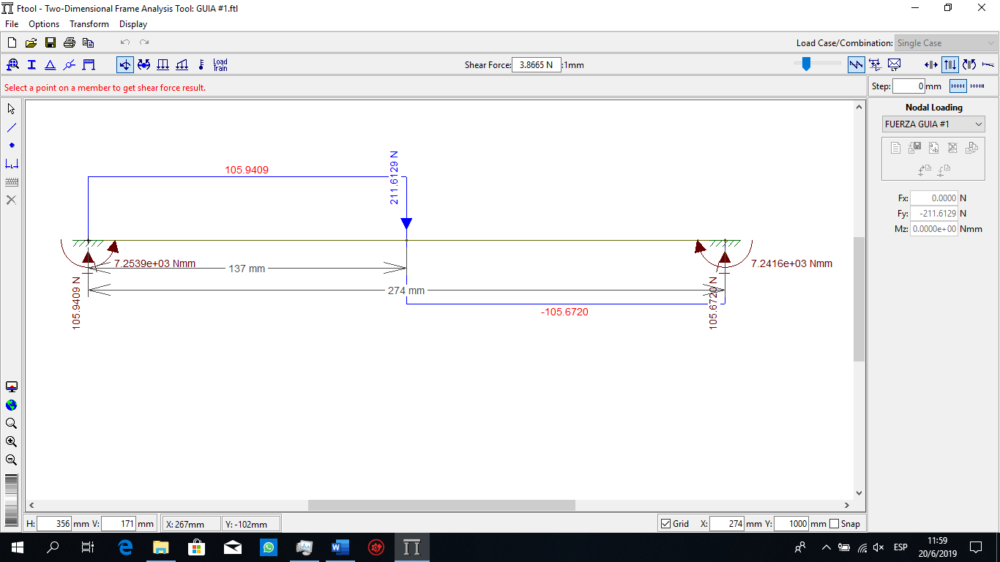 Ftool - Two-Dimensional Frame Analysis Tool: GUIA #1.ftl
File Options Transform Display
Load Case/Combination: Single Case
Load Train
Shear Force: 3.8665 N :1mm
Select a point on a member to get shear force result.
Step: 0 mm
Nodal Loading
FUERZA GUIA #1
Fx: 0.0000 N
Fy: -211.6129 N
Mz: 0.0000e+00 Nmm
105.9409
211.6129 N
7.2539e+03 Nmm
7.2416e+03 Nmm
137 mm
274 mm
105.9409 N
105.6720 N
-105.6720
H: 356 mm V: 171 mm X: 267mm Y: -102mm
Grid X: 274 mm Y: 1000 mm Snap
ESP
11:59
20/6/2019